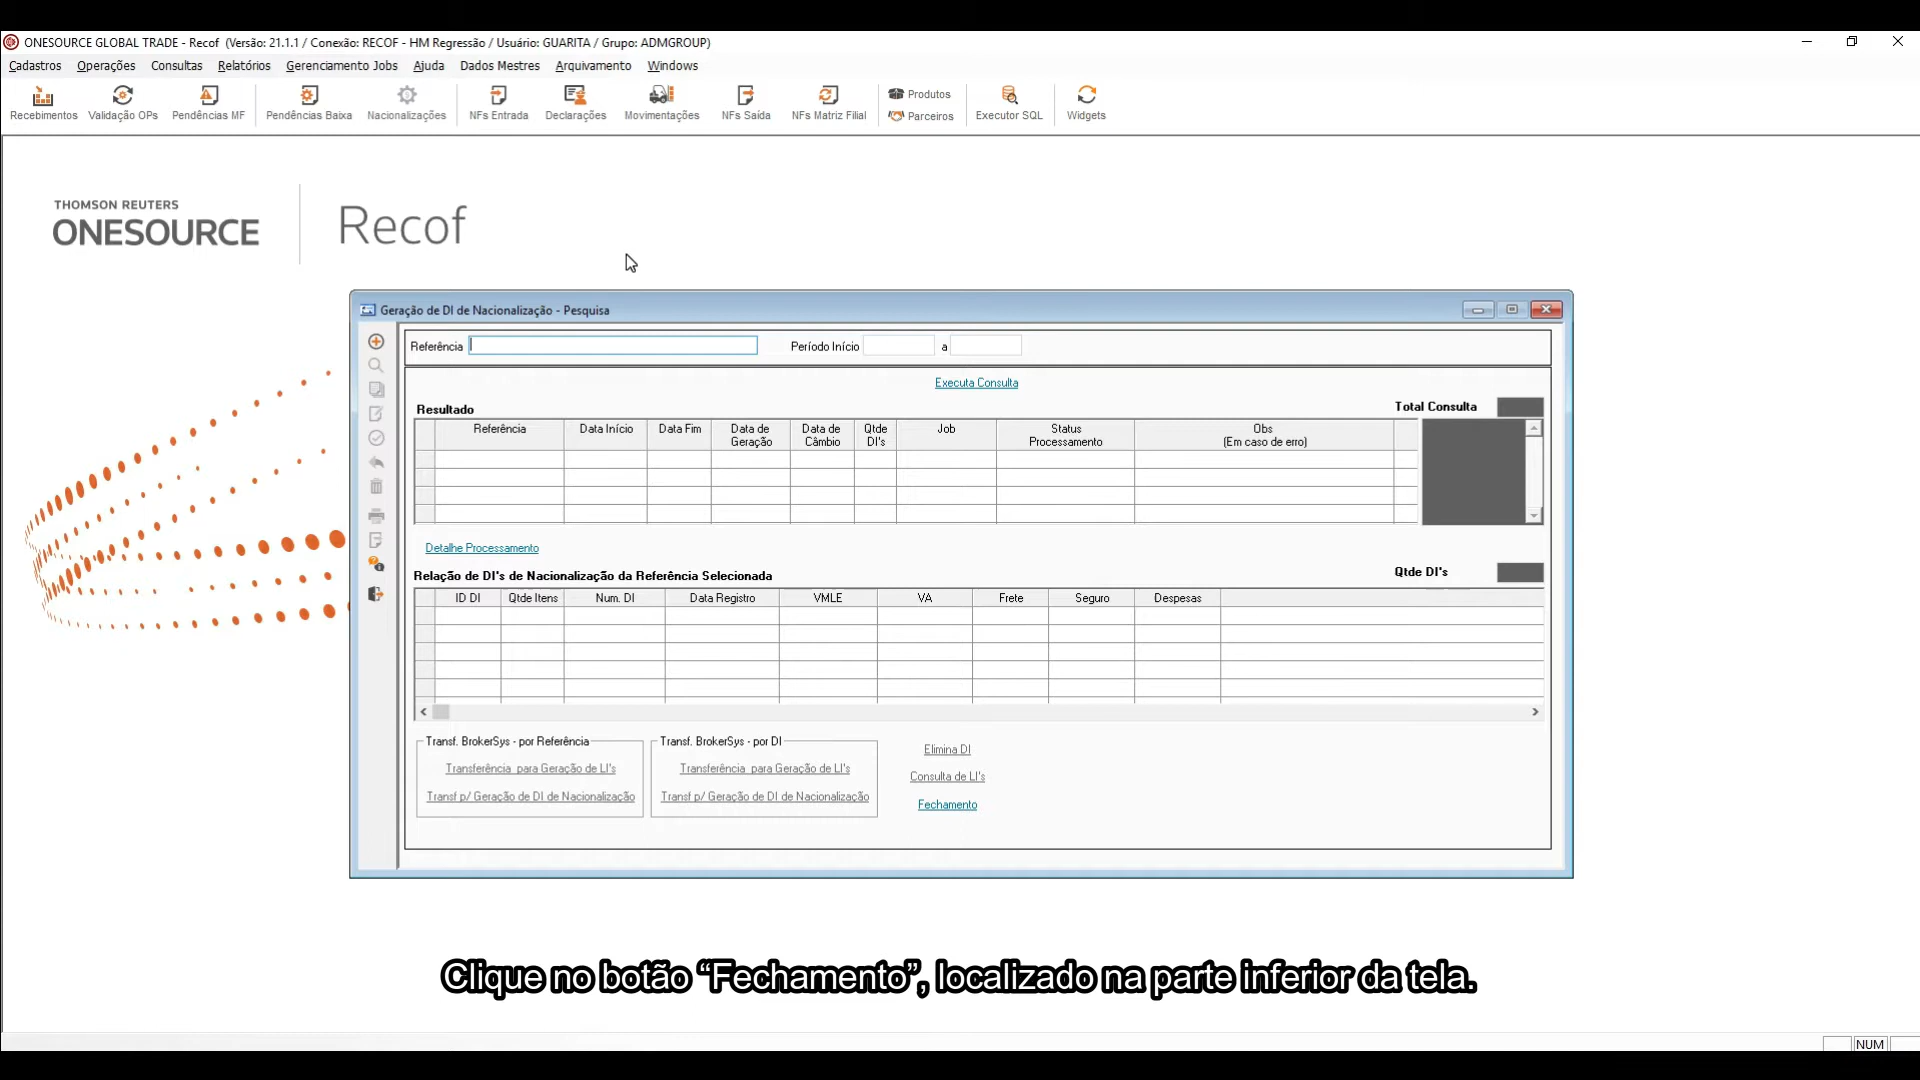 ONESOURCE GLOBAL TRADE - Recof (Versão: 21.1.1 / Conexão: RECOF - HM Regressão / Usuário: GUARITA / Grupo: ADMGROUP)
Cadastros Operações Consultas Relatórios Gerenciamento Jobs Ajuda Dados Mestres Arquivamento Windows
Recebimentos Validação OPs Pendências MF Pendências Baixa Nacionalizações NFs Entrada Declarações Movimentações NFs Saída NFs Matriz Filial Produtos Parceiros Executor SQL Widgets
THOMSON REUTERS
ONESOURCE
Recof
Geração de DI de Nacionalização - Pesquisa
Referência Período Início a
Executa Consulta
Resultado Total Consulta
Referência Data Início Data Fim Data de Geração Data de Câmbio Qtde DI's Job Status Processamento Obs (Em caso de erro)
Detalhe Processamento
Relação de DI's de Nacionalização da Referência Selecionada Qtde DI's
ID DI Qtde Itens Num. DI Data Registro VMLE VA Frete Seguro Despesas
Transf. BrokerSys - por Referência
Transferência para Geração de LI's
Transf p/ Geração de DI de Nacionalização
Transf. BrokerSys - por DI
Transferência para Geração de LI's
Transf p/ Geração de DI de Nacionalização
Elimina DI
Consulta de LI's
Fechamento
Clique no botão “Fechamento”, localizado na parte inferior da tela.
NUM